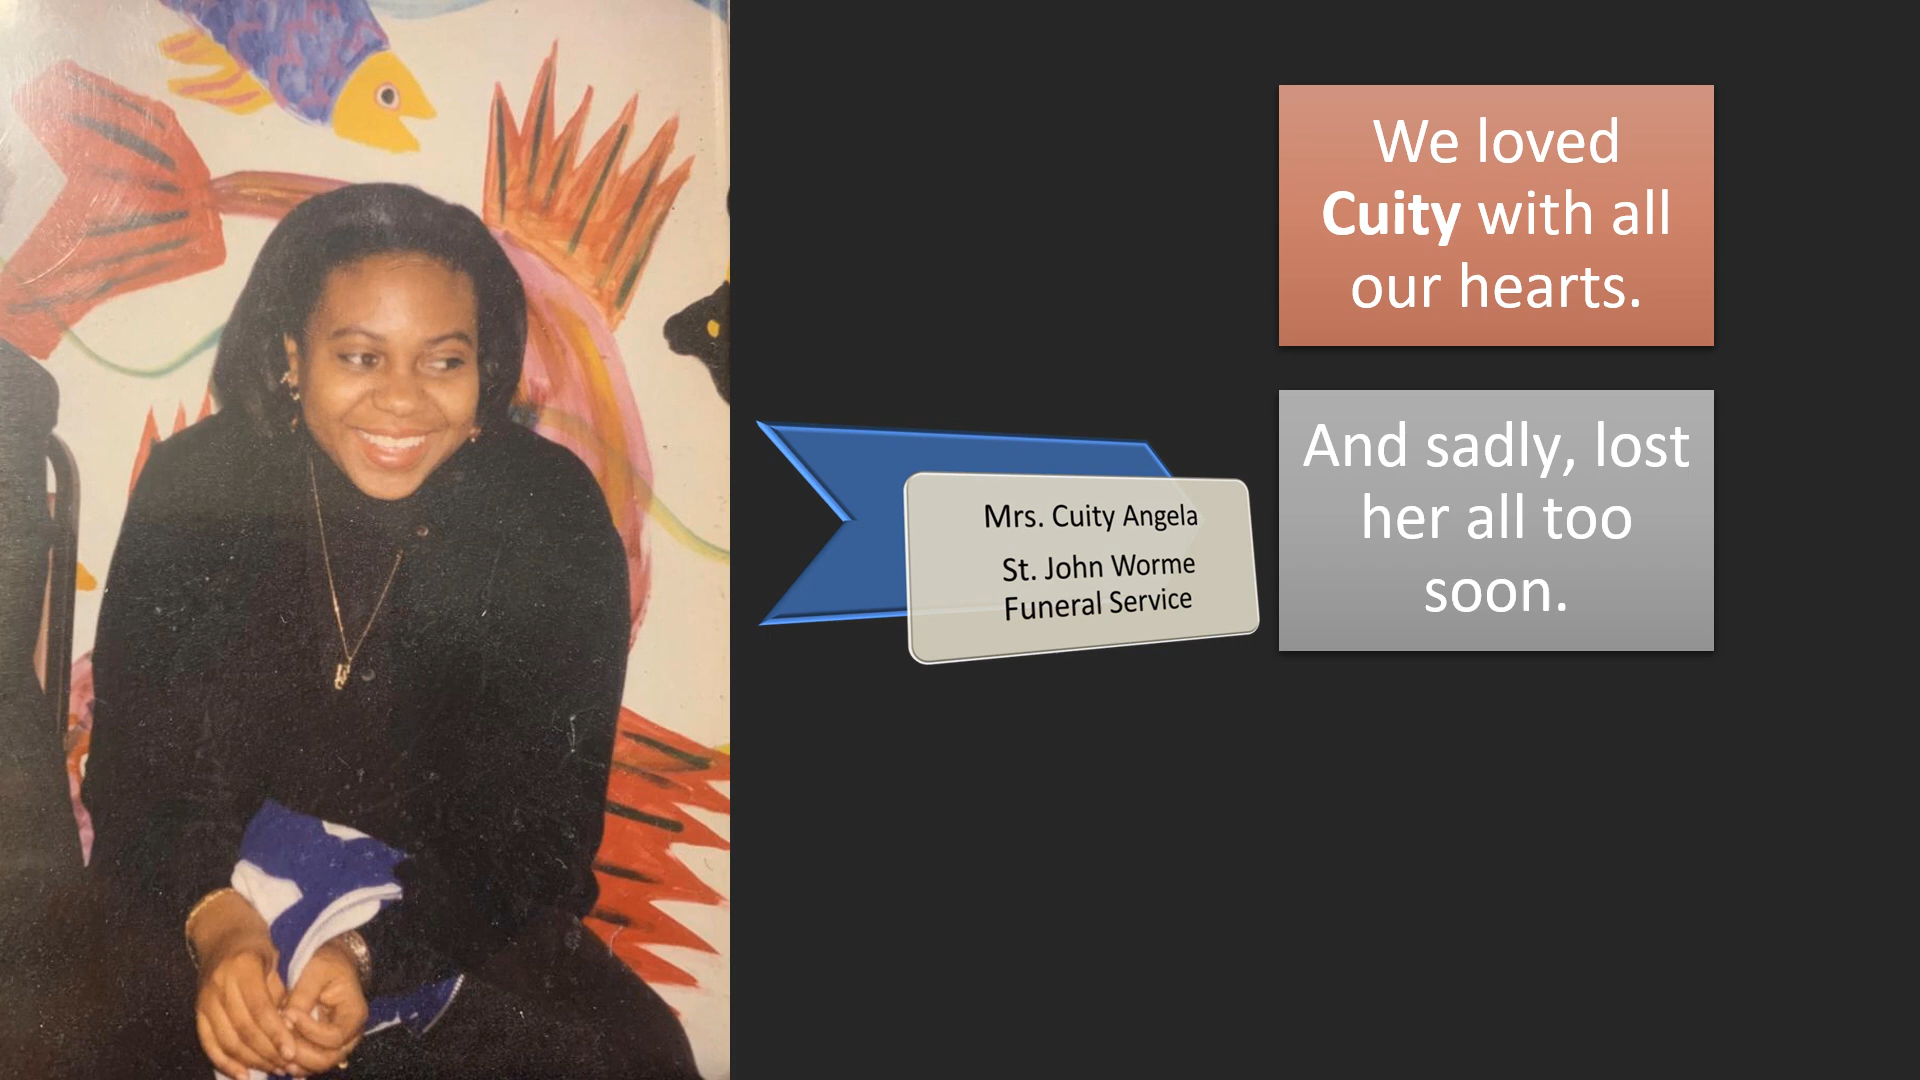 We loved
Cuity with all
our hearts.
Mrs. Cuity Angela
St. John Worme
Funeral Service
And sadly, lost
her all too
soon.